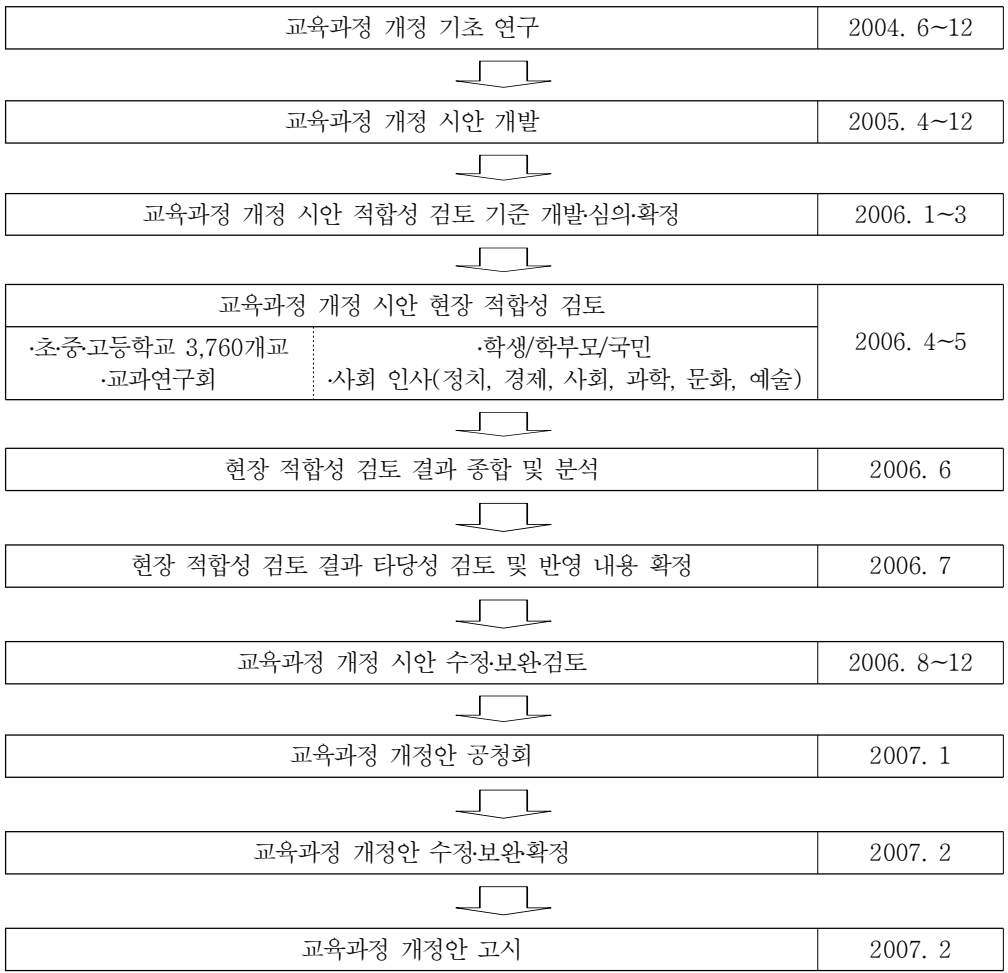 교육과정 개정 기초 연구 2004. 6~12
교육과정 개정 시안 개발 2005. 4~12
교육과정 개정 시안 적합성 검토 기준 개발·심의·확정 2006. 1~3
교육과정 개정 시안 현장 적합성 검토 2006. 4~5
·초·중·고등학교 3,760개교
·교과연구회
·학생/학부모/국민
·사회 인사(정치, 경제, 사회, 과학, 문화, 예술)
현장 적합성 검토 결과 종합 및 분석 2006. 6
현장 적합성 검토 결과 타당성 검토 및 반영 내용 확정 2006. 7
교육과정 개정 시안 수정·보완·검토 2006. 8~12
교육과정 개정안 공청회 2007. 1
교육과정 개정안 수정·보완·확정 2007. 2
교육과정 개정안 고시 2007. 2